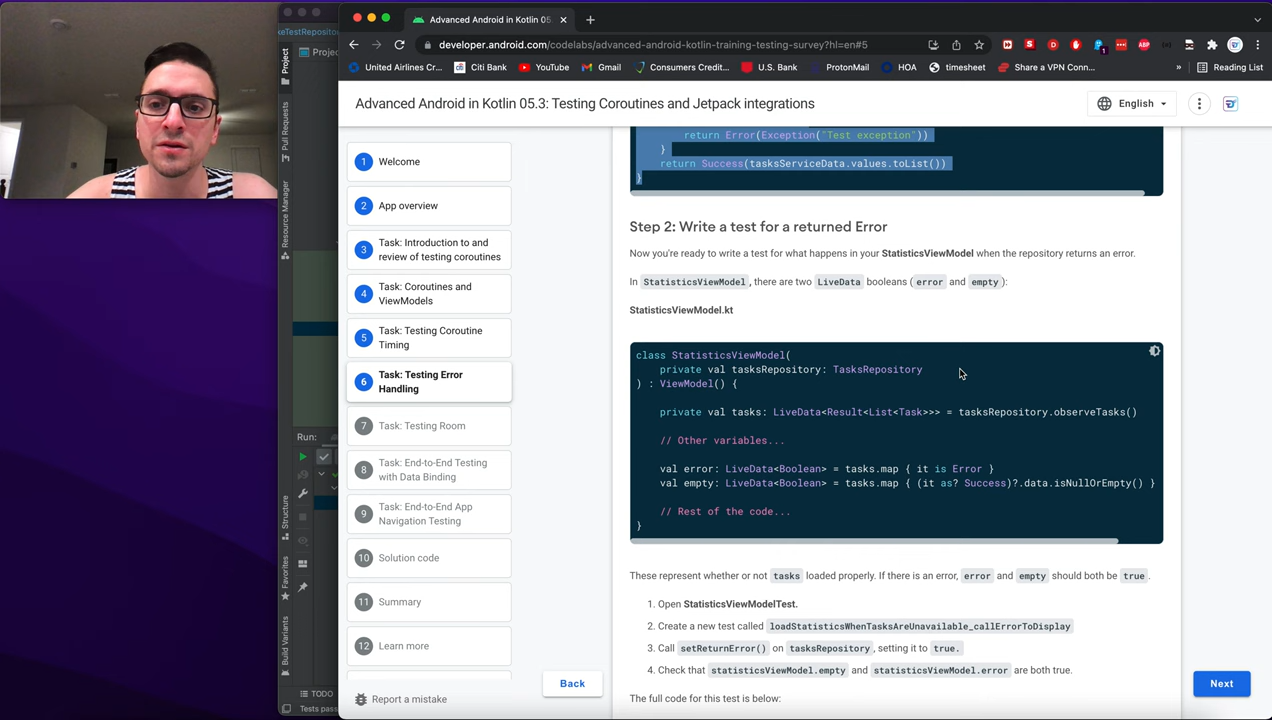 Advanced Android in Kotlin 05.
developer.android.com/codelabs/advanced-android-kotlin-training-testing-survey?hl=en#5
United Airlines Cr...
Citi Bank
YouTube
Gmail
Consumers Credit...
U.S. Bank
ProtonMail
HOA
timesheet
Share a VPN Conn...
»
Reading List
Advanced Android in Kotlin 05.3: Testing Coroutines and Jetpack integrations
English
keTestRepositor
Project
Projec
Pull Requests
Resource Manager
Run:
Structure
Favorites
Build Variants
TODO
Tests pass
1 Welcome
2 App overview
3 Task: Introduction to and
review of testing coroutines
4 Task: Coroutines and
ViewModels
5 Task: Testing Coroutine
Timing
6 Task: Testing Error
Handling
7 Task: Testing Room
8 Task: End-to-End Testing
with Data Binding
9 Task: End-to-End App
Navigation Testing
10 Solution code
11 Summary
12 Learn more
Report a mistake
return Error(Exception("Test exception"))
}
return Success(tasksServiceData.values.toList())
}
Step 2: Write a test for a returned Error
Now you're ready to write a test for what happens in your StatisticsViewModel when the repository returns an error.
In StatisticsViewModel, there are two LiveData booleans (error and empty):
StatisticsViewModel.kt
class StatisticsViewModel(
private val tasksRepository: TasksRepository
) : ViewModel() {
private val tasks: LiveData<Result<List<Task>>> = tasksRepository.observeTasks()
// Other variables...
val error: LiveData<Boolean> = tasks.map { it is Error }
val empty: LiveData<Boolean> = tasks.map { (it as? Success)?.data.isNullOrEmpty() }
// Rest of the code...
}
These represent whether or not tasks loaded properly. If there is an error, error and empty should both be true.
1. Open StatisticsViewModelTest.
2. Create a new test called loadStatisticsWhenTasksAreUnavailable_callErrorToDisplay
3. Call setReturnError() on tasksRepository, setting it to true.
4. Check that statisticsViewModel.empty and statisticsViewModel.error are both true.
The full code for this test is below:
Back
Next